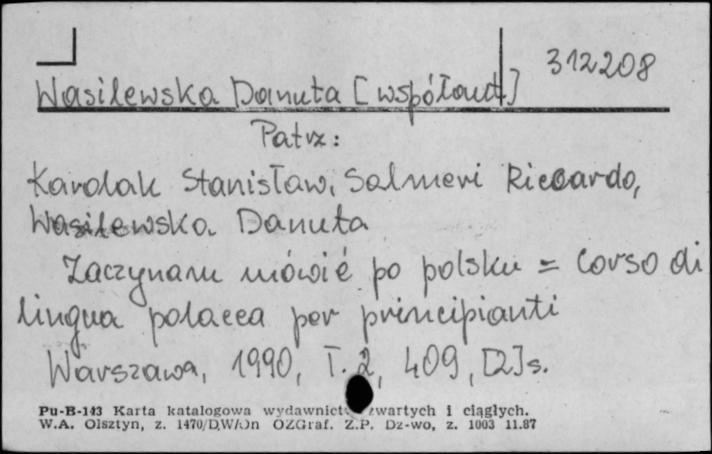 312208
Wasilewska Danuta [współaut]
Patrz:
Karolak Stanisław, Salmeri Riccardo,
Wasilewska Danuta
Zaczynam mówić po polsku = Corso di
lingua polacca per principianti
Warszawa, 1990, T. 2, 409, [2] s.
Pu-B-143 Karta katalogowa wydawnictw zwartych i ciągłych.
W.A. Olsztyn, z. 1470/D,W/Dn OZGraf. Z.P. Dz-wo, z. 1003 11.87